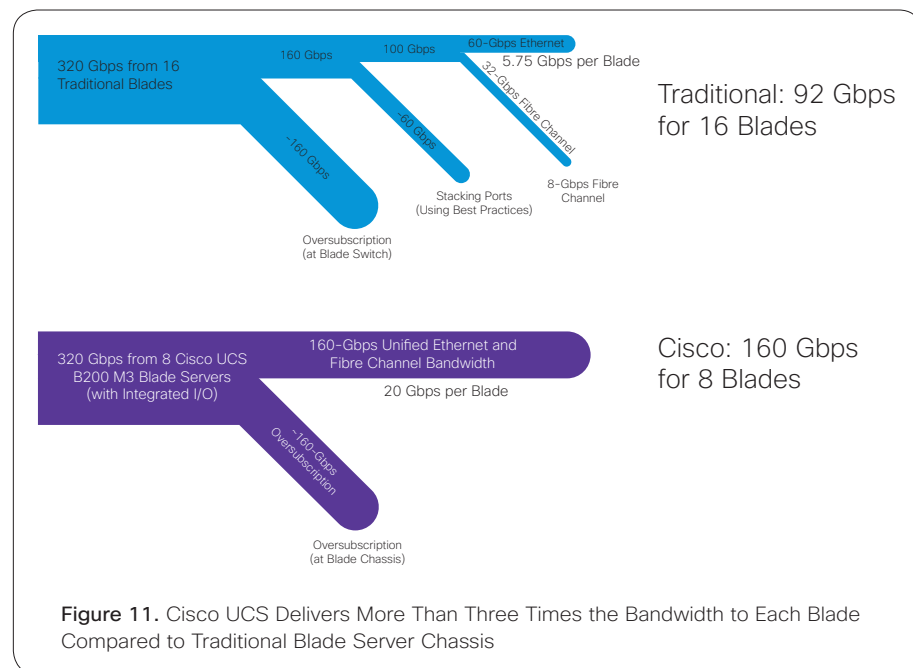 320 Gbps from 16
Traditional Blades
160 Gbps
100 Gbps
60-Gbps Ethernet
5.75 Gbps per Blade
32-Gbps Fibre Channel
~60 Gbps
~160 Gbps
8-Gbps Fibre
Channel
Stacking Ports
(Using Best Practices)
Oversubscription
(at Blade Switch)
Traditional: 92 Gbps
for 16 Blades
320 Gbps from 8 Cisco UCS
B200 M3 Blade Servers
(with Integrated I/O)
160-Gbps Unified Ethernet and
Fibre Channel Bandwidth
20 Gbps per Blade
~160-Gbps
Oversubscription
Oversubscription
(at Blade Chassis)
Cisco: 160 Gbps
for 8 Blades
Figure 11. Cisco UCS Delivers More Than Three Times the Bandwidth to Each Blade
Compared to Traditional Blade Server Chassis